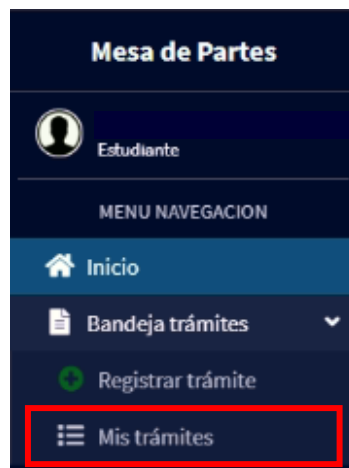 Mesa de Partes
Estudiante
MENU NAVEGACION
Inicio
Bandeja trámites
Registrar trámite
Mis trámites